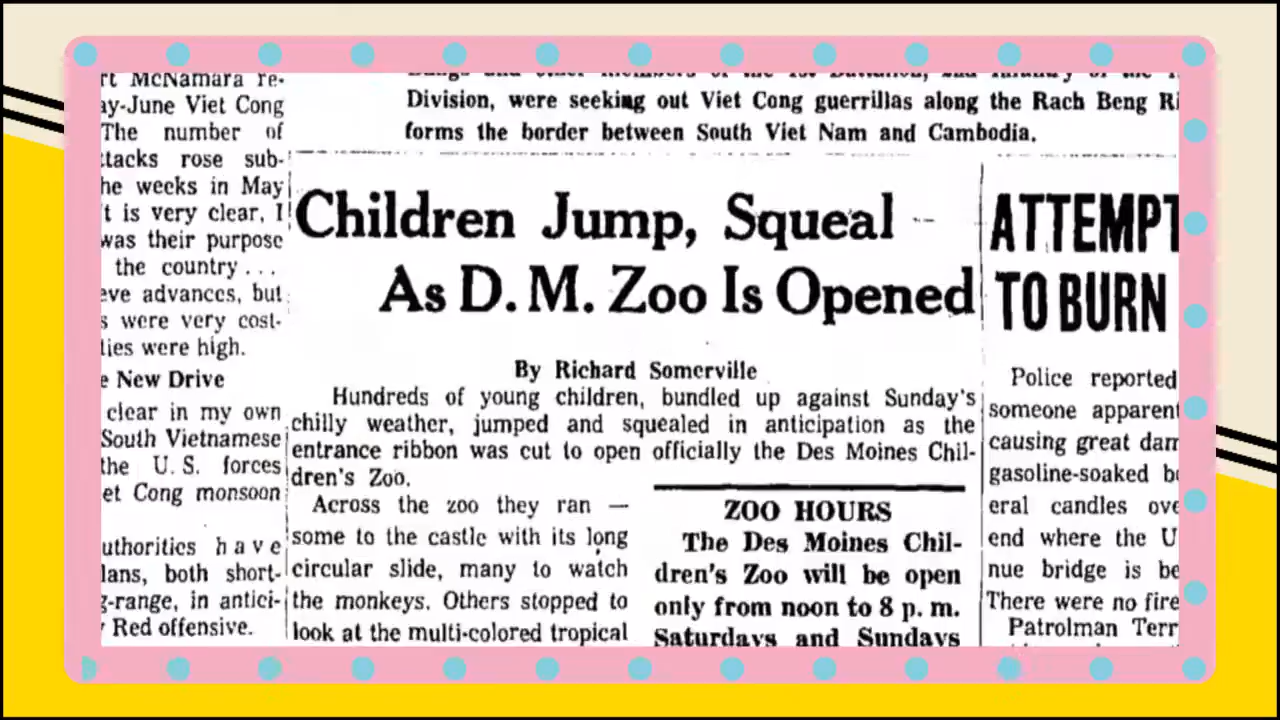 rt McNamara re-
ay-June Viet Cong
The number of
ttacks rose sub-
he weeks in May
t is very clear, I
was their purpose
the country...
eve advances, but
s were very cost-
ties were high.
e New Drive
clear in my own
South Vietnamese
the U. S. forces
et Cong monsoon
uthorities have
lans, both short-
g-range, in antici-
Red offensive.
Division, were seeking out Viet Cong guerrillas along the Rach Beng Ri
forms the border between South Viet Nam and Cambodia.
Children Jump, Squeal
As D. M. Zoo Is Opened
By Richard Somerville
Hundreds of young children, bundled up against Sunday's
chilly weather, jumped and squealed in anticipation as the
entrance ribbon was cut to open officially the Des Moines Chil-
dren's Zoo.
Across the zoo they ran —
some to the castle with its long
circular slide, many to watch
the monkeys. Others stopped to
look at the multi-colored tropical
ZOO HOURS
The Des Moines Chil-
dren's Zoo will be open
only from noon to 8 p. m.
Saturdays and Sundays
ATTEMPT
TO BURN
Police reported
someone apparent
causing great dam
gasoline-soaked b
eral candles ove
end where the U
nue bridge is be
There were no fire
Patrolman Terr